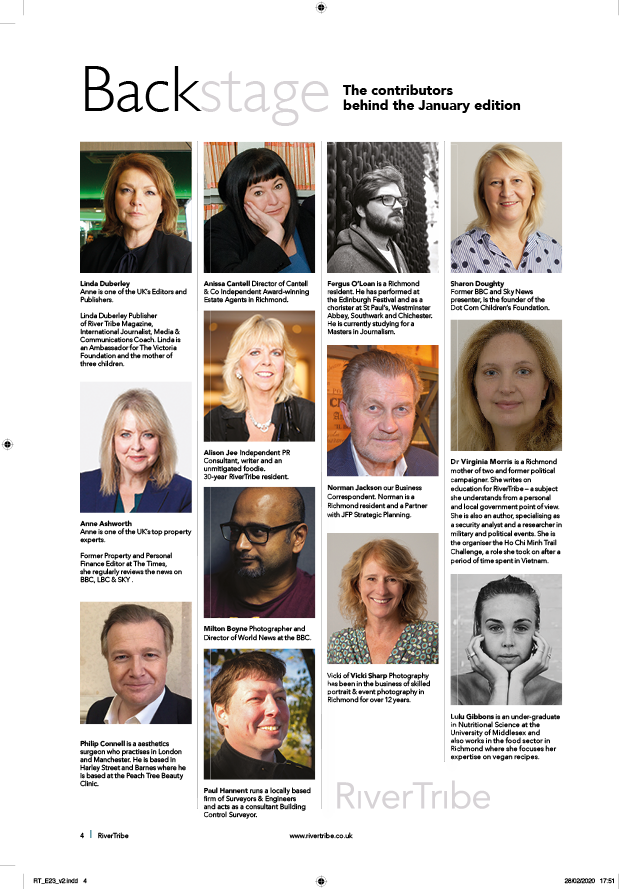 Backstage
The contributors
behind the January edition
Linda Duberley
Anne is one of the UK's Editors and
Publishers.
Linda Duberley Publisher
of River Tribe Magazine,
International Journalist, Media &
Communications Coach. Linda is
an Ambassador for The Victoria
Foundation and the mother of
three children.
Anne Ashworth
Anne is one of the UK's top property
experts.
Former Property and Personal
Finance Editor at The Times,
she regularly reviews the news on
BBC, LBC & SKY .
Philip Connell is a aesthetics
surgeon who practises in London
and Manchester. He is based in
Harley Street and Barnes where he
is based at the Peach Tree Beauty
Clinic.
Anissa Cantell Director of Cantell
& Co Independent Award-winning
Estate Agents in Richmond.
Alison Jee Independent PR
Consultant, writer and an
unmitigated foodie.
30-year RiverTribe resident.
Milton Boyne Photographer and
Director of World News at the BBC.
Paul Hannent runs a locally based
firm of Surveyors & Engineers
and acts as a consultant Building
Control Surveyor.
Fergus O'Loan is a Richmond
resident. He has performed at
the Edinburgh Festival and as a
chorister at St Paul's, Westminster
Abbey, Southwark and Chichester.
He is currently studying for a
Masters in Journalism.
Norman Jackson our Business
Correspondent. Norman is a
Richmond resident and a Partner
with JFP Strategic Planning.
Vicki of Vicki Sharp Photography
has been in the business of skilled
portrait & event photography in
Richmond for over 12 years.
Sharon Doughty
Former BBC and Sky News
presenter, is the founder of the
Dot Com Children's Foundation.
Dr Virginia Morris is a Richmond
mother of two and former political
campaigner. She writes on
education for RiverTribe – a subject
she understands from a personal
and local government point of view.
She is also an author, specialising as
a security analyst and a researcher in
military and political events. She is
the organiser the Ho Chi Minh Trail
Challenge, a role she took on after a
period of time spent in Vietnam.
Lulu Gibbons is an under-graduate
in Nutritional Science at the
University of Middlesex and
also works in the food sector in
Richmond where she focuses her
expertise on vegan recipes.
RiverTribe
4 | RiverTribe
www.rivertribe.co.uk
RT_E23_v2.indd 4
28/02/2020 17:51